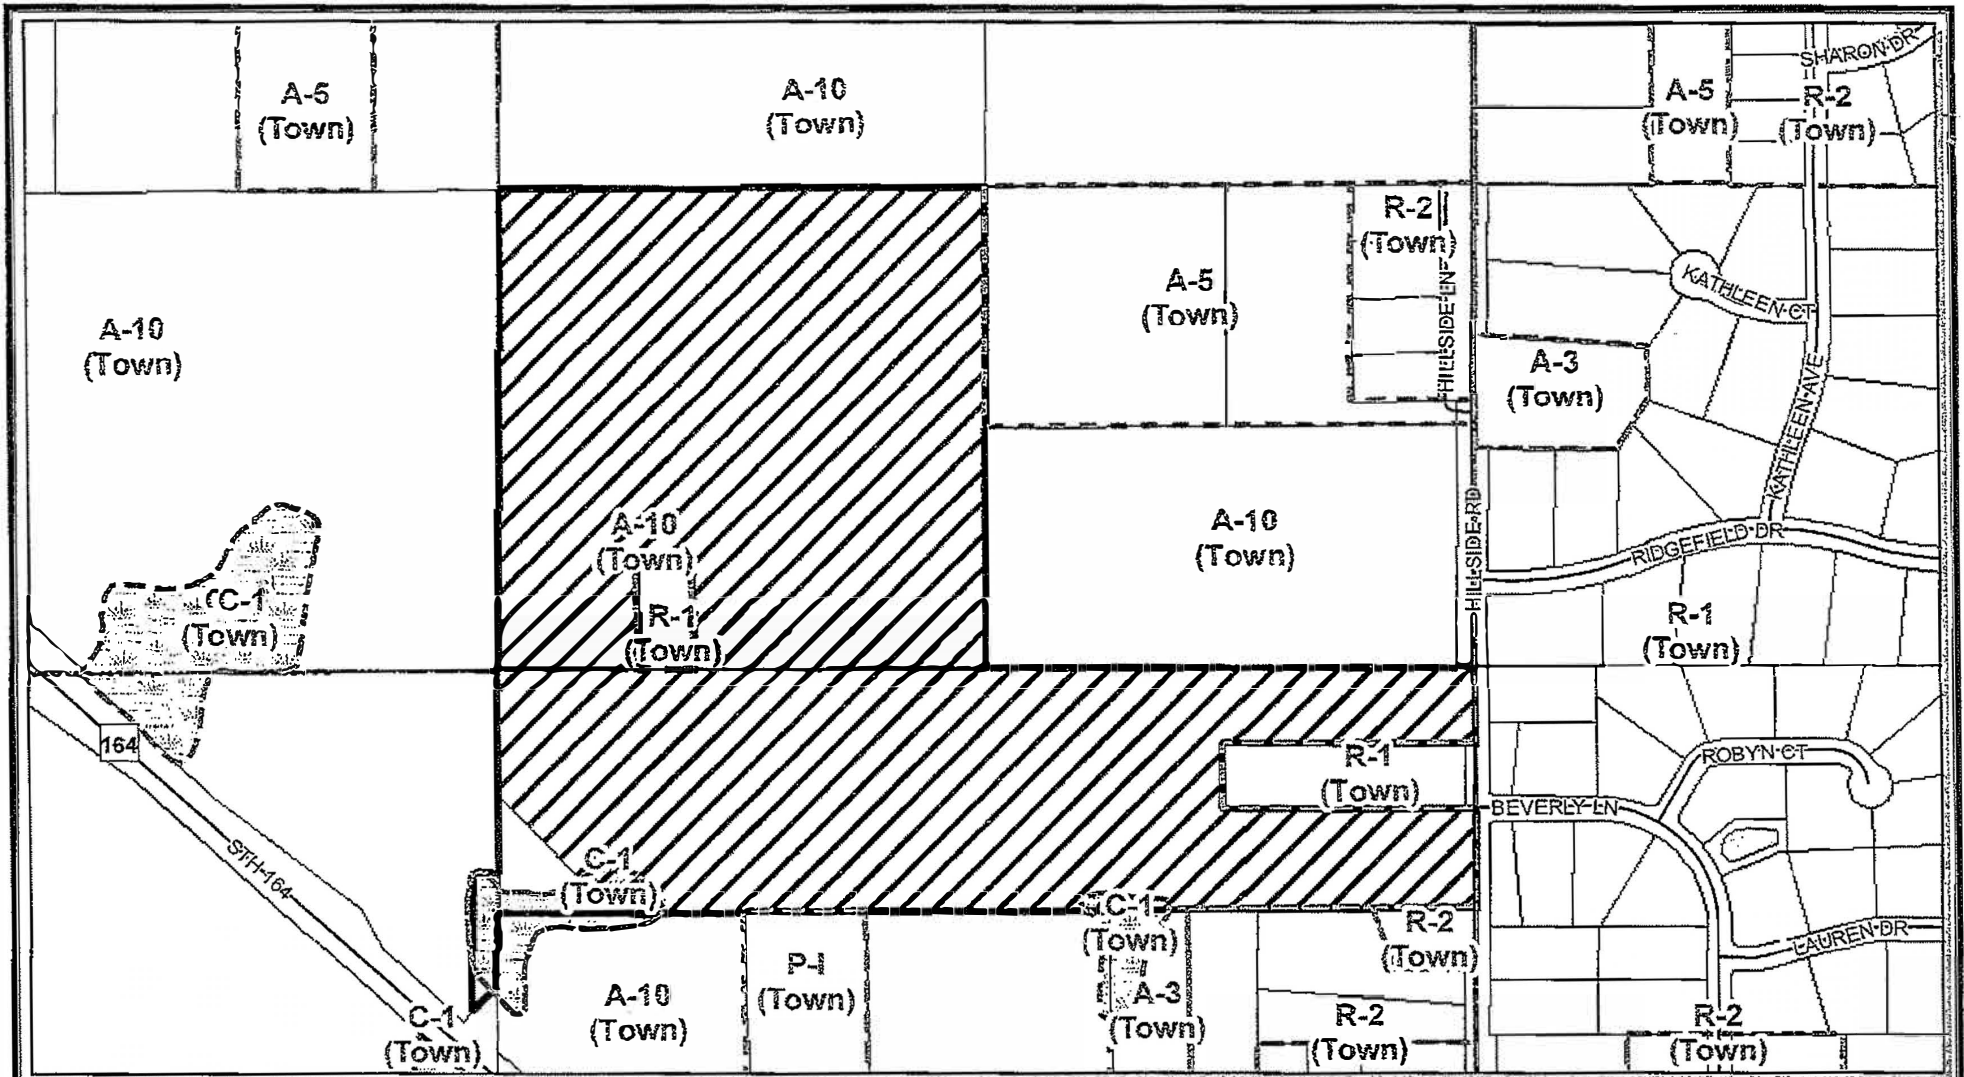 SHARON DR
A-5
(Town)
A-10
(Town)
A-5
(Town)
R-2
(Town)
R-2
(Town)
HILLSIDE LN
A-5
(Town)
KATHLEEN CT
A-10
(Town)
A-3
(Town)
KATHLEEN AVE
A-10
(Town)
A-10
(Town)
HILLSIDE RD
RIDGEFIELD DR
C-1
(Town)
R-1
(Town)
R-1
(Town)
164
R-1
(Town)
ROBYN CT
BEVERLY LN
STH 164
C-1
(Town)
C-1
(Town)
R-2
(Town)
LAUREN DR
P-I
(Town)
A-10
(Town)
A-3
(Town)
C-1
(Town)
R-2
(Town)
R-2
(Town)